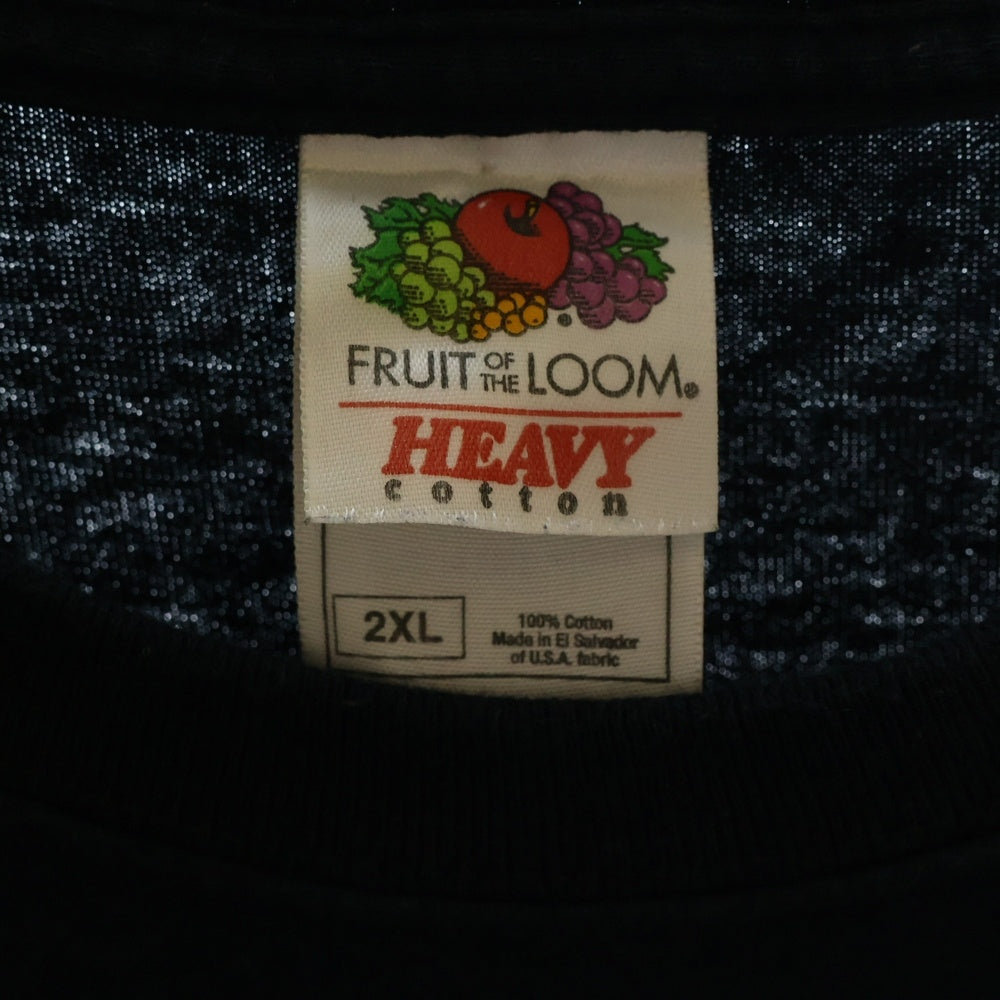 FRUIT OF THE LOOM®
HEAVY
cotton
2XL
100% Cotton
Made in El Salvador
of U.S.A. fabric